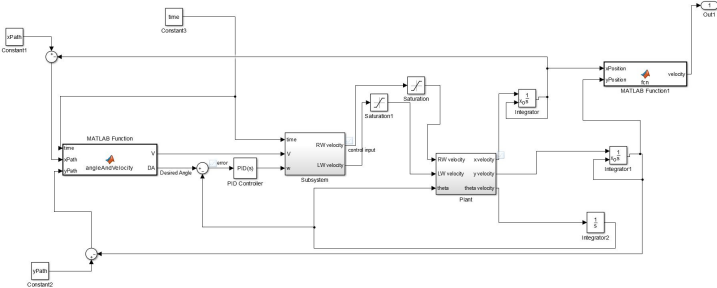 1
Out1
time
Constant3
xPath
Constant1
xPosition
yPosition
fcn
velocity
MATLAB Function1
Integrator
Saturation
Saturation1
MATLAB Function
time
xPath
yPath
angleAndVelocity
V
DA
Desired Angle
error
PID(s)
PID Controller
time
V
w
RW velocity
LW velocity
Subsystem
control input
RW velocity
LW velocity
theta
x velocity
y velocity
theta velocity
Plant
Integrator1
1
s
Integrator2
yPath
Constant2